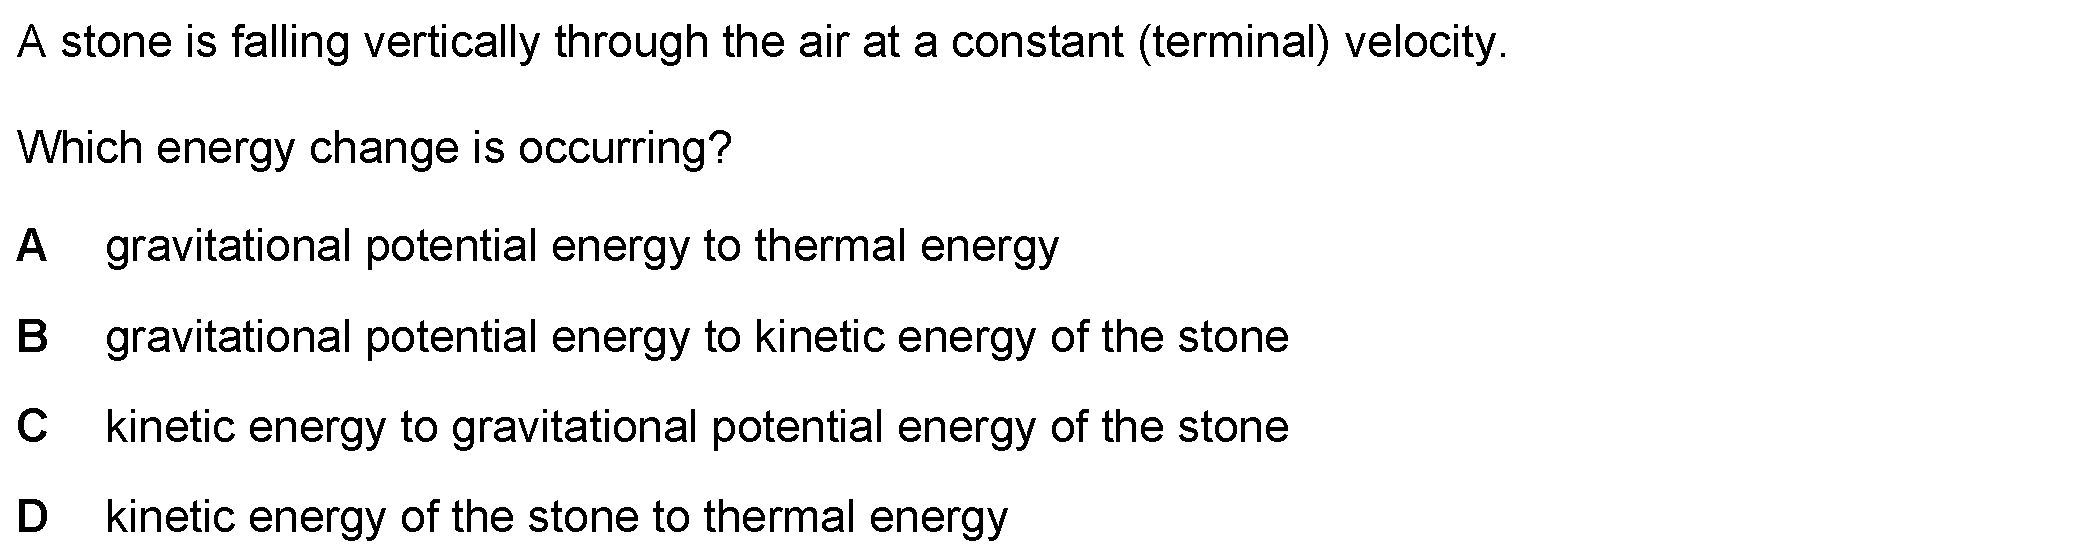 A stone is falling vertically through the air at a constant (terminal) velocity.
Which energy change is occurring?
A gravitational potential energy to thermal energy
B gravitational potential energy to kinetic energy of the stone
C kinetic energy to gravitational potential energy of the stone
D kinetic energy of the stone to thermal energy